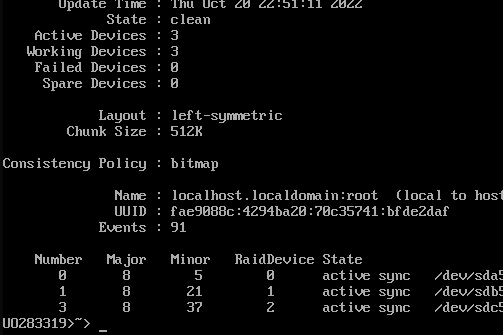 Update Time : Thu Oct 20 22:51:11 2022
State : clean
Active Devices : 3
Working Devices : 3
Failed Devices : 0
Spare Devices : 0
Layout : left-symmetric
Chunk Size : 512K
Consistency Policy : bitmap
Name : localhost.localdomain:root (local to host
UUID : fae9088c:4294ba20:70c35741:bfde2daf
Events : 91
Number Major Minor RaidDevice State
0 8 5 0 active sync /dev/sda5
1 8 21 1 active sync /dev/sdb5
3 8 37 2 active sync /dev/sdc5
UO283319>~> _